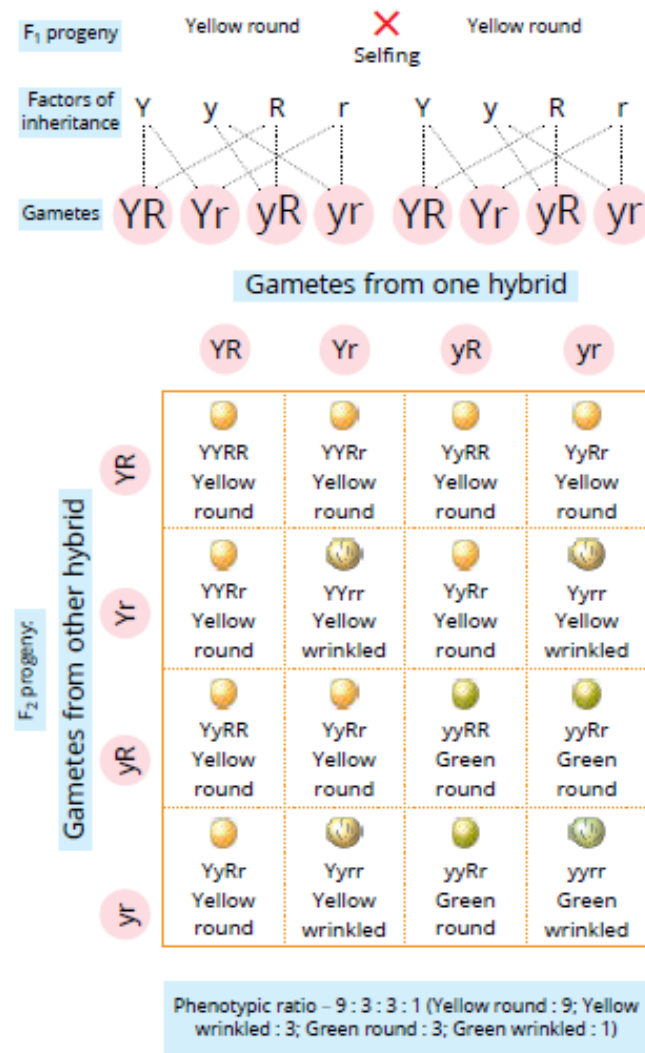 F₁ progeny
Yellow round
Yellow round
Selfing
Factors of
inheritance
Y y R r Y y R r
Gametes
YR Yr yR yr YR Yr yR yr
Gametes from one hybrid
YR Yr yR yr
F₂ progeny:
Gametes from other hybrid
YR
YYRR YYRr YyRR YyRr
Yellow Yellow Yellow Yellow
round round round round
Yr
YYRr YYrr YyRr Yyrr
Yellow Yellow Yellow Yellow
round wrinkled round wrinkled
yR
YyRR YyRr yyRR yyRr
Yellow Yellow Green Green
round round round round
yr
YyRr Yyrr yyRr yyrr
Yellow Yellow Green Green
round wrinkled round wrinkled
Phenotypic ratio – 9 : 3 : 3 : 1 (Yellow round : 9; Yellow
wrinkled : 3; Green round : 3; Green wrinkled : 1)